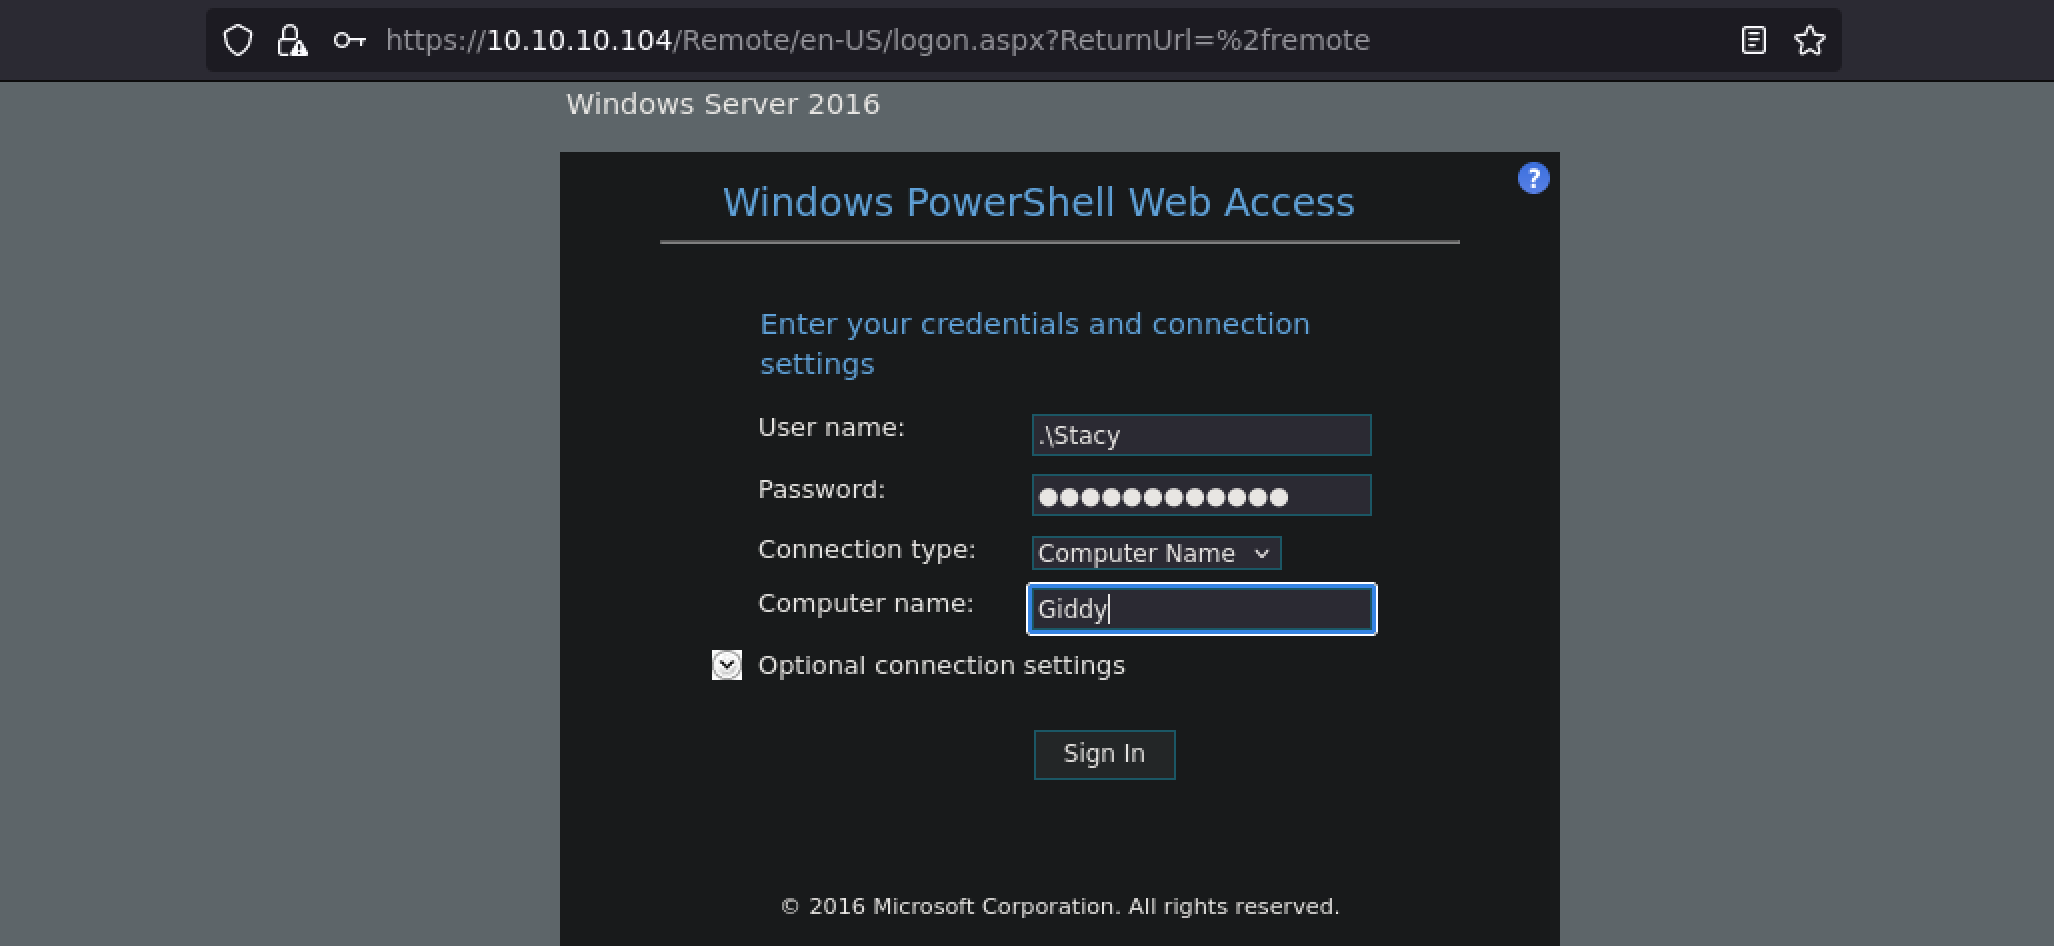 https://10.10.10.104/Remote/en-US/logon.aspx?ReturnUrl=%2fremote
Windows Server 2016
?
Windows PowerShell Web Access
Enter your credentials and connection
settings
User name: .\Stacy
Password: ●●●●●●●●●●●●
Connection type: Computer Name
Computer name: Giddy
Optional connection settings
Sign In
© 2016 Microsoft Corporation. All rights reserved.